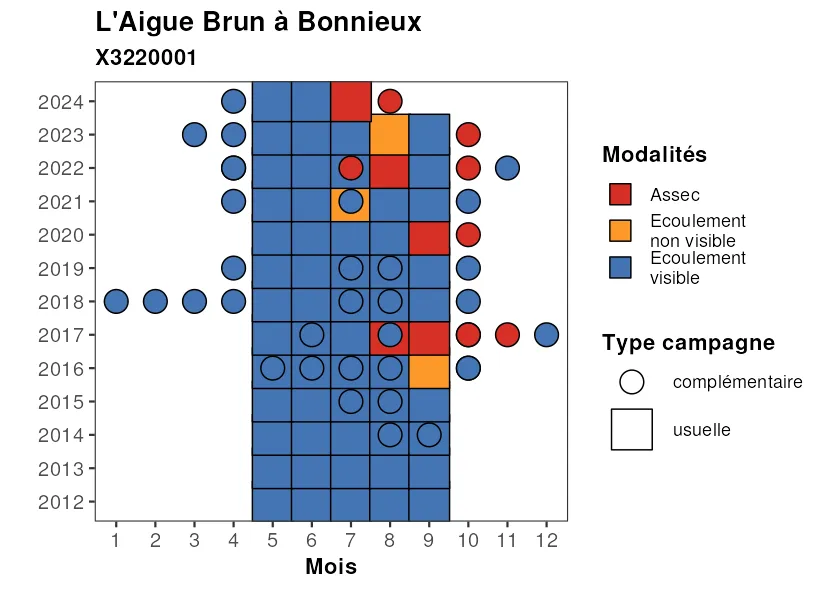 L'Aigue Brun à Bonnieux
X3220001
2024
2023
2022
2021
2020
2019
2018
2017
2016
2015
2014
2013
2012
1 2 3 4 5 6 7 8 9 10 11 12
Mois
Modalités
Assec
Ecoulement
non visible
Ecoulement
visible
Type campagne
complémentaire
usuelle